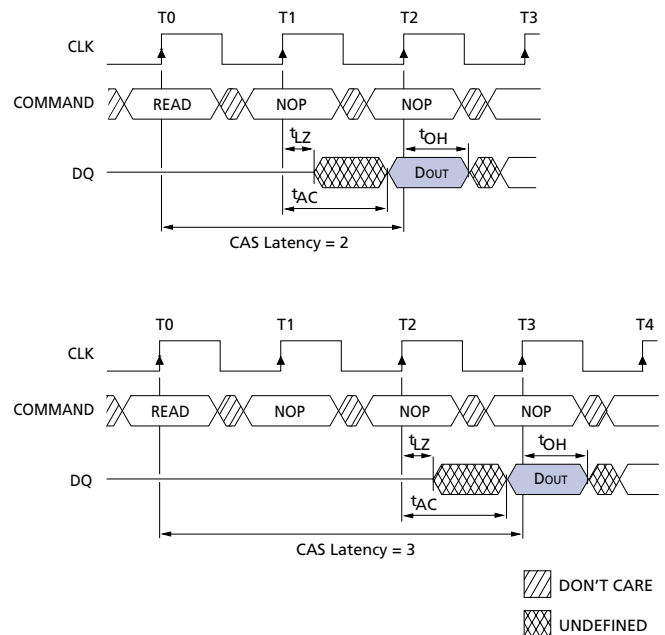 T0 T1 T2 T3
CLK
COMMAND READ NOP NOP
tLZ tOH
DQ DOUT
tAC
CAS Latency = 2
T0 T1 T2 T3 T4
CLK
COMMAND READ NOP NOP NOP
tLZ tOH
DQ DOUT
tAC
CAS Latency = 3
DON'T CARE
UNDEFINED